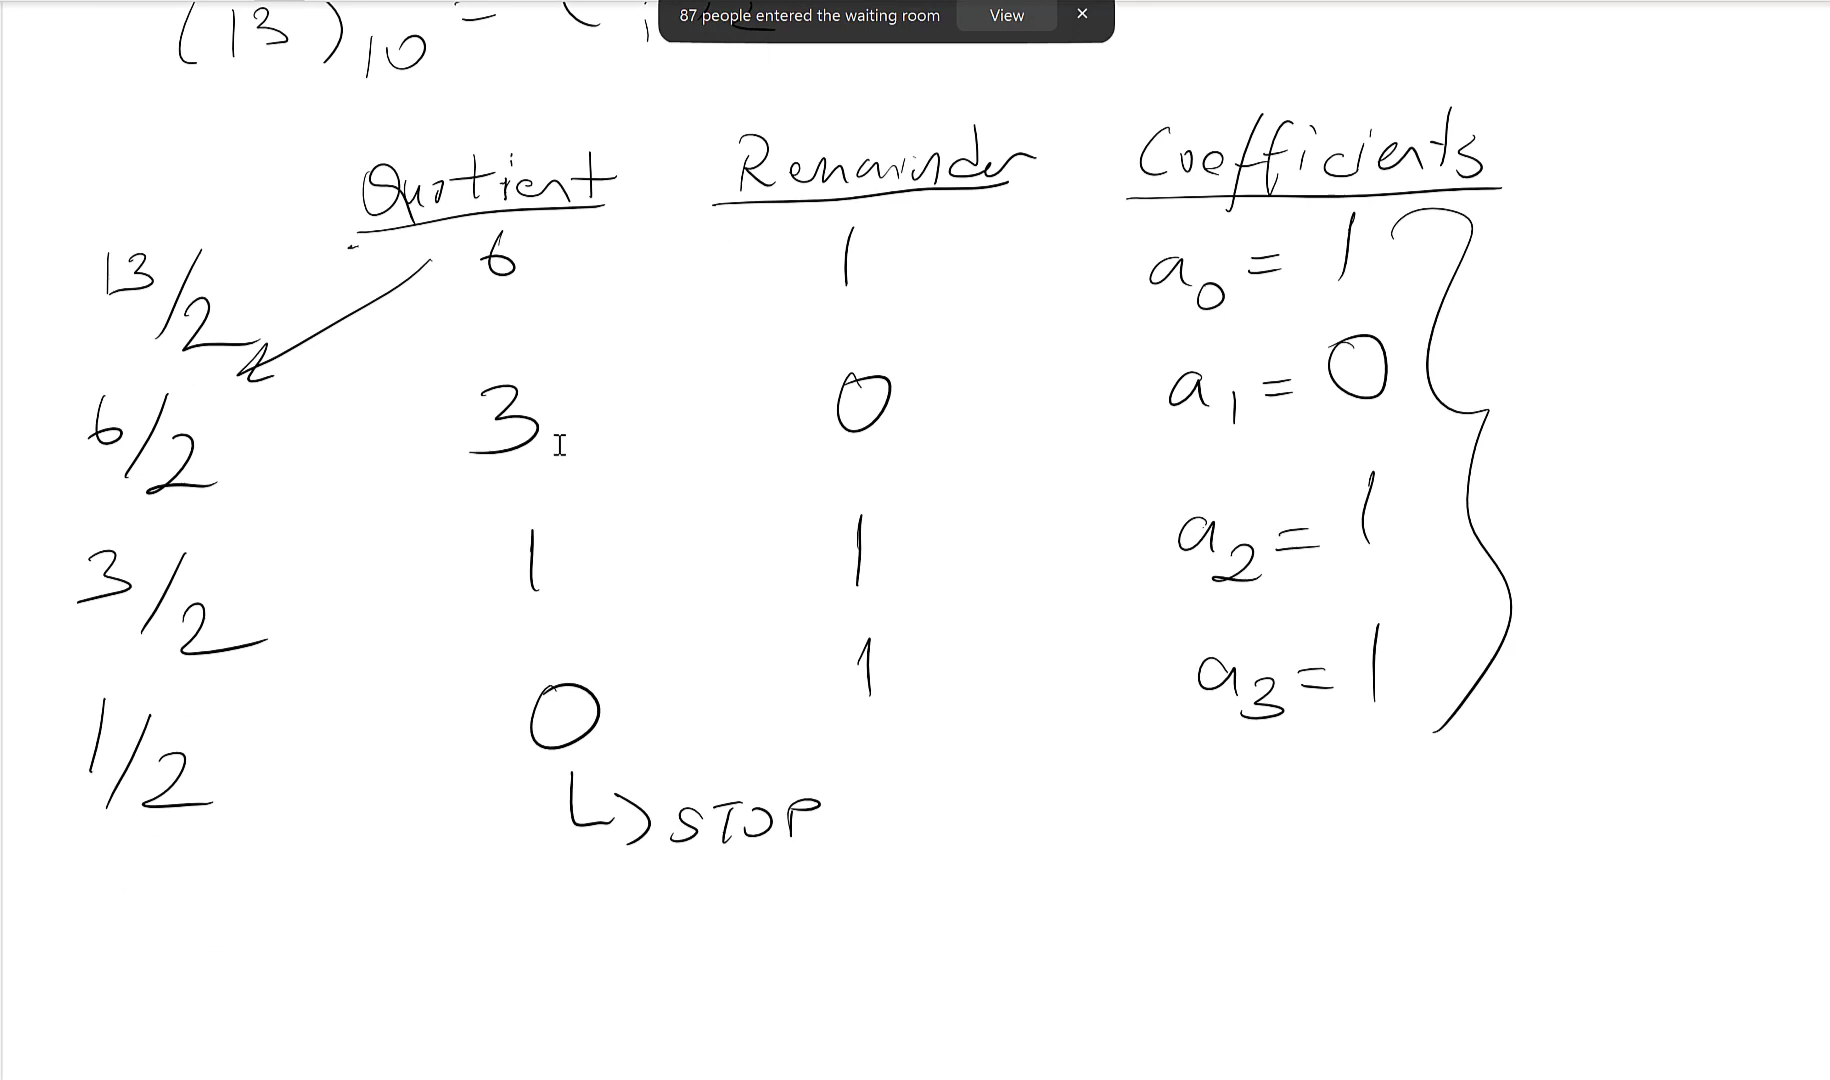 87 people entered the waiting room View ×
(13)₁₀ = (
Quotient Remainder Coefficients
13/2 6 1 a₀ = 1
6/2 3 0 a₁ = 0
3/2 1 1 a₂ = 1
1/2 0 1 a₃ = 1
↳ STOP